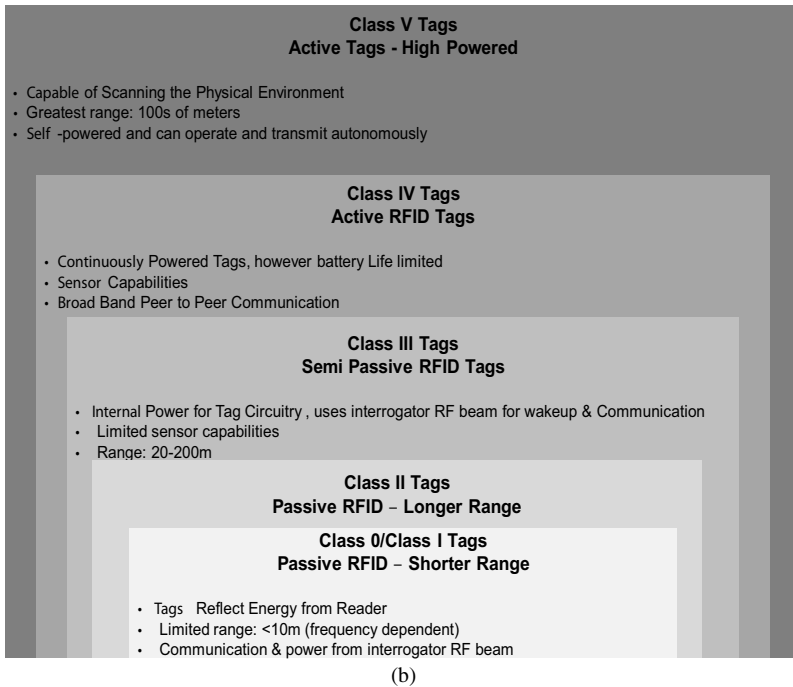 Class V Tags
Active Tags - High Powered
• Capable of Scanning the Physical Environment
• Greatest range: 100s of meters
• Self -powered and can operate and transmit autonomously
Class IV Tags
Active RFID Tags
• Continuously Powered Tags, however battery Life limited
• Sensor Capabilities
• Broad Band Peer to Peer Communication
Class III Tags
Semi Passive RFID Tags
• Internal Power for Tag Circuitry , uses interrogator RF beam for wakeup & Communication
• Limited sensor capabilities
• Range: 20-200m
Class II Tags
Passive RFID – Longer Range
Class 0/Class I Tags
Passive RFID – Shorter Range
• Tags Reflect Energy from Reader
• Limited range: <10m (frequency dependent)
• Communication & power from interrogator RF beam
(b)